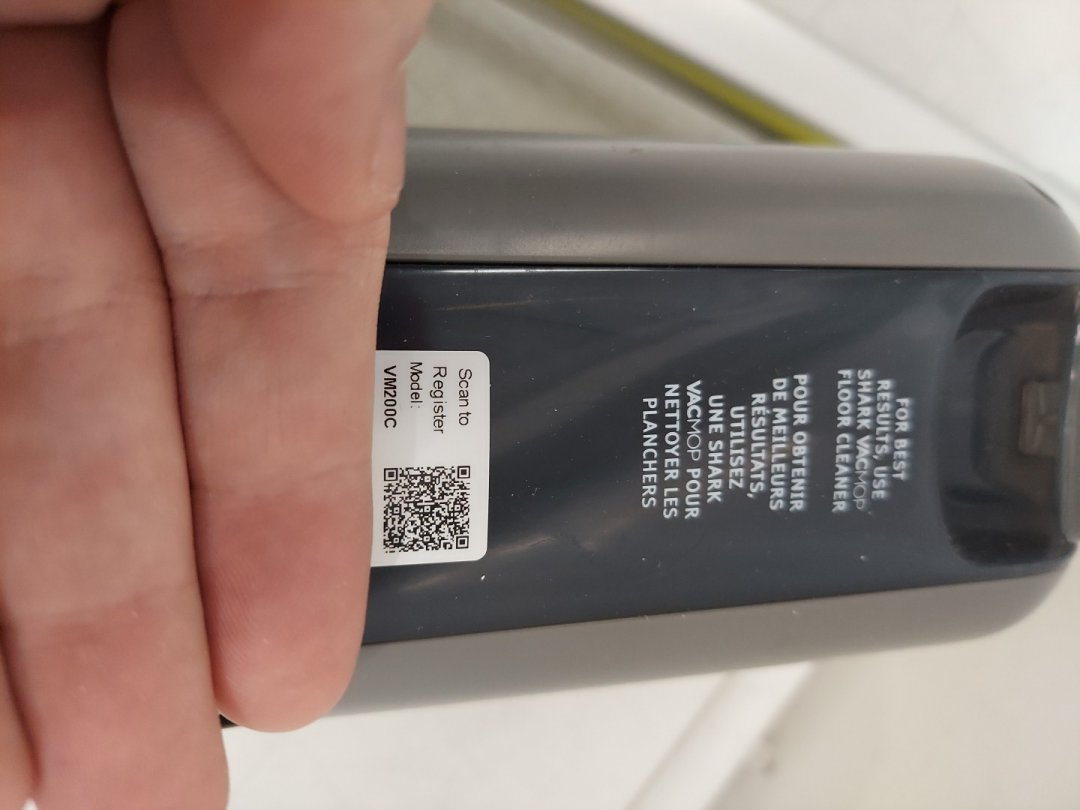 FOR BEST
RESULTS, USE
SHARK VACMOP
FLOOR CLEANER
POUR OBTENIR
DE MEILLEURS
RÉSULTATS,
UTILISEZ
UNE SHARK
VACMOP POUR
NETTOYER LES
PLANCHERS
Scan to
Register
Model:
VM200C